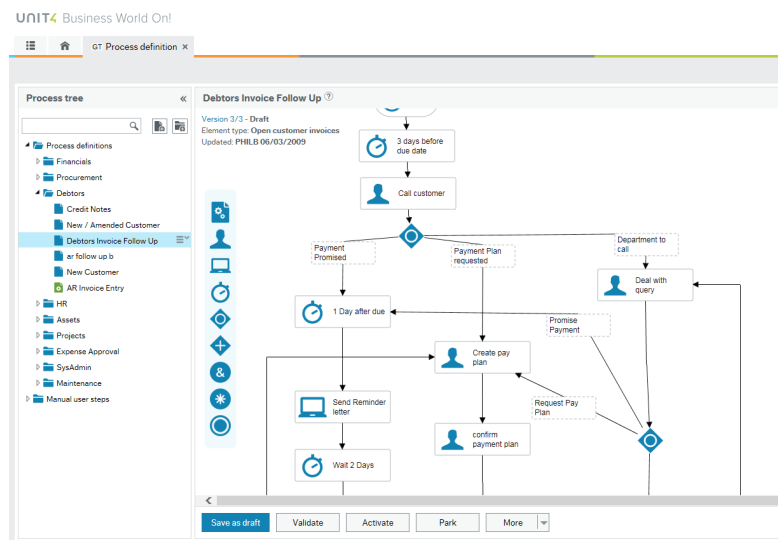 UNIT4 Business World On!
GT Process definition ×
Process tree «
Process definitions
Financials
Procurement
Debtors
Credit Notes
New / Amended Customer
Debtors Invoice Follow Up
ar follow up b
New Customer
AR Invoice Entry
HR
Assets
Projects
Expense Approval
SysAdmin
Maintenance
Manual user steps
Debtors Invoice Follow Up ?
Version 3/3 - Draft
Element type: Open customer invoices
Updated: PHILB 06/03/2009
3 days before
due date
Call customer
Payment
Promised
Payment Plan
requested
Department to
call
Deal with
query
1 Day after due
Promise
Payment
Create pay
plan
Send Reminder
letter
Request Pay
Plan
confirm
payment plan
Wait 2 Days
&
Save as draft
Validate
Activate
Park
More